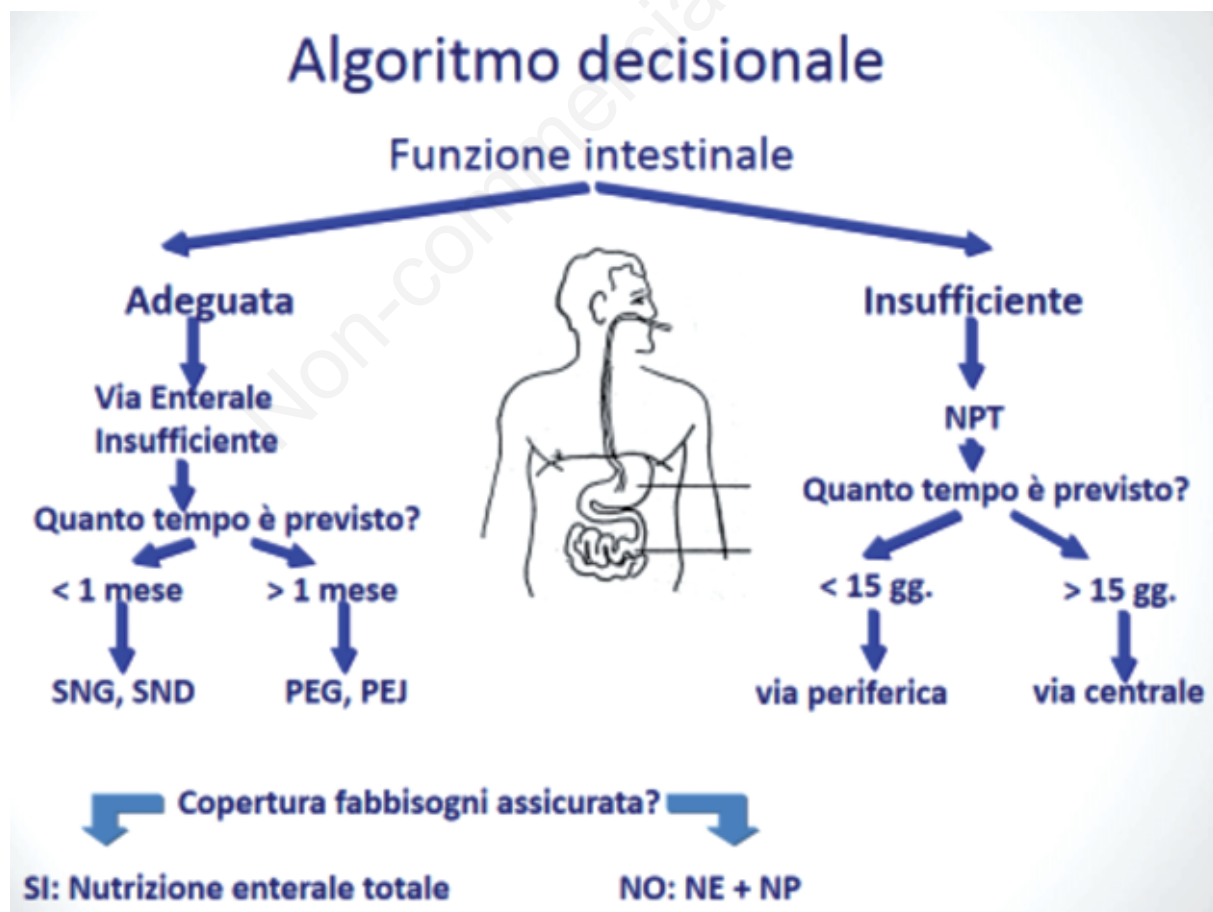 Algoritmo decisionale
Funzione intestinale
Adeguata
Insufficiente
Via Enterale
Insufficiente
NPT
Quanto tempo è previsto?
Quanto tempo è previsto?
< 1 mese
> 1 mese
< 15 gg.
> 15 gg.
SNG, SND
PEG, PEJ
via periferica
via centrale
Copertura fabbisogni assicurata?
SI: Nutrizione enterale totale
NO: NE + NP